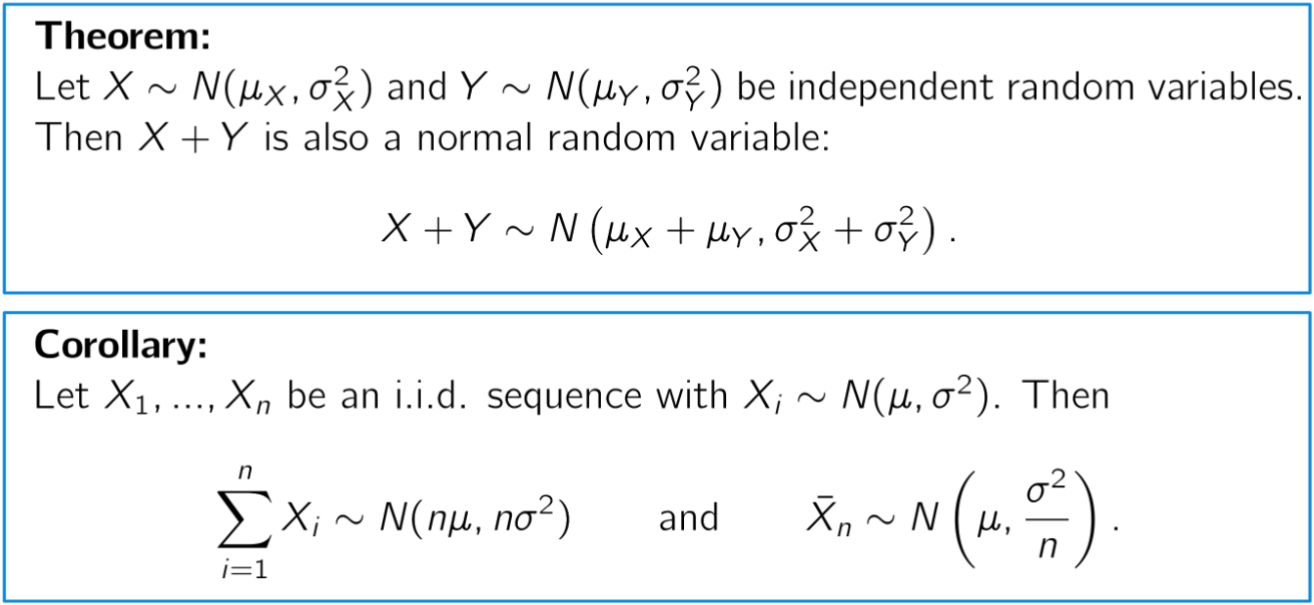 Theorem:
Let X ∼ N(μ_X, σ_X^2) and Y ∼ N(μ_Y, σ_Y^2) be independent random variables.
Then X + Y is also a normal random variable:
X + Y ∼ N (μ_X + μ_Y, σ_X^2 + σ_Y^2) .
Corollary:
Let X_1, ..., X_n be an i.i.d. sequence with X_i ∼ N(μ, σ^2). Then
∑_{i=1}^{n} X_i ∼ N(nμ, nσ^2) and X̄_n ∼ N (μ, σ^2/n) .